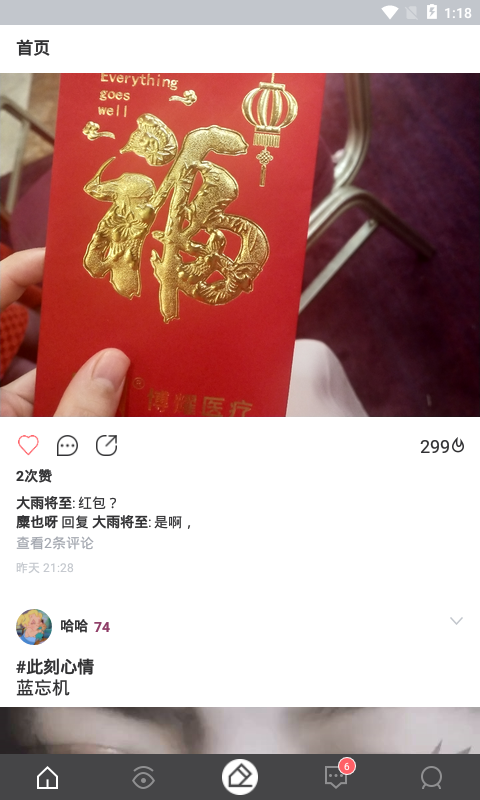 1:18
首页
Everything
goes
well
福
博耀医疗
299
2次赞
大雨将至: 红包？
麋也呀 回复 大雨将至: 是啊，
查看2条评论
昨天 21:28
哈哈 74
#此刻心情
蓝忘机
6